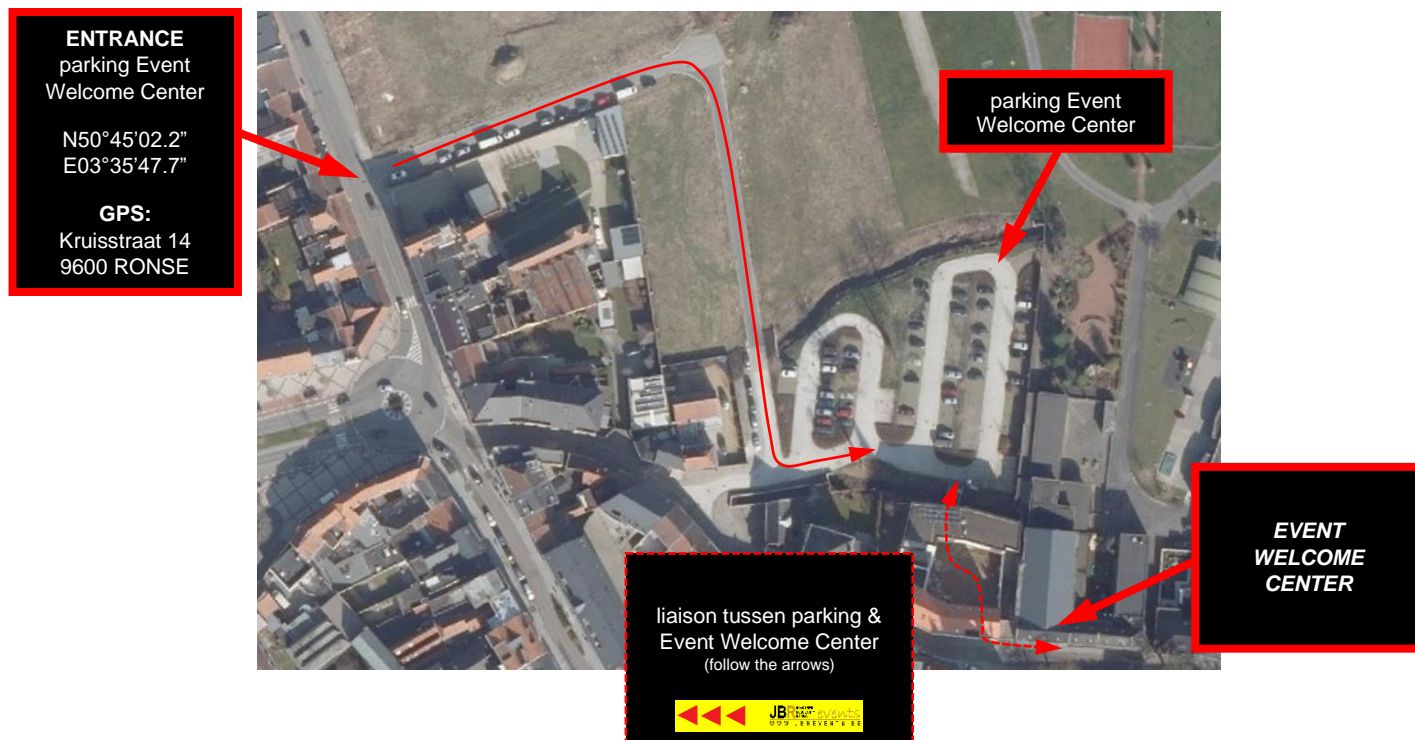 ENTRANCE
parking Event
Welcome Center
N50°45’02.2”
E03°35’47.7”
GPS:
Kruisstraat 14
9600 RONSE
parking Event
Welcome Center
EVENT
WELCOME
CENTER
liaison tussen parking &
Event Welcome Center
(follow the arrows)
JBR events